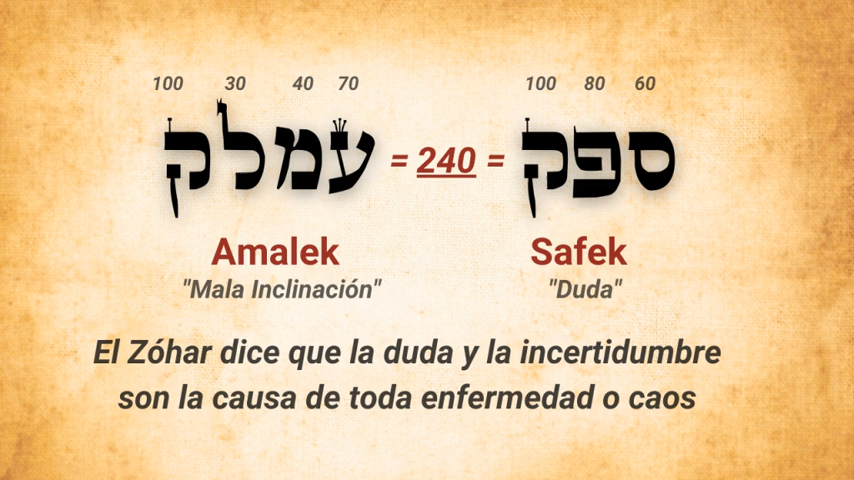 100 30 40 70 100 80 60
עמלק = 240 = ספק
Amalek Safek
"Mala Inclinación" "Duda"
El Zóhar dice que la duda y la incertidumbre
son la causa de toda enfermedad o caos